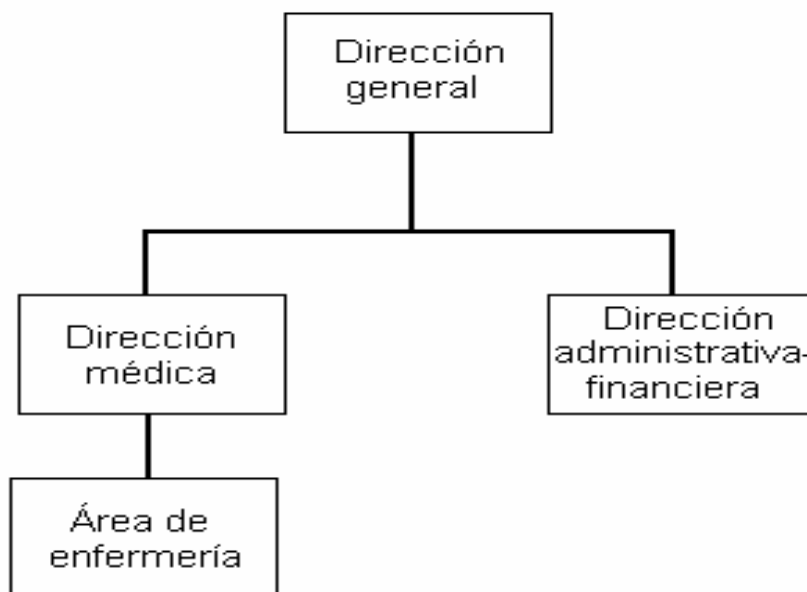 Dirección
general
Dirección
médica
Dirección
administrativa-
financiera
Área de
enfermería